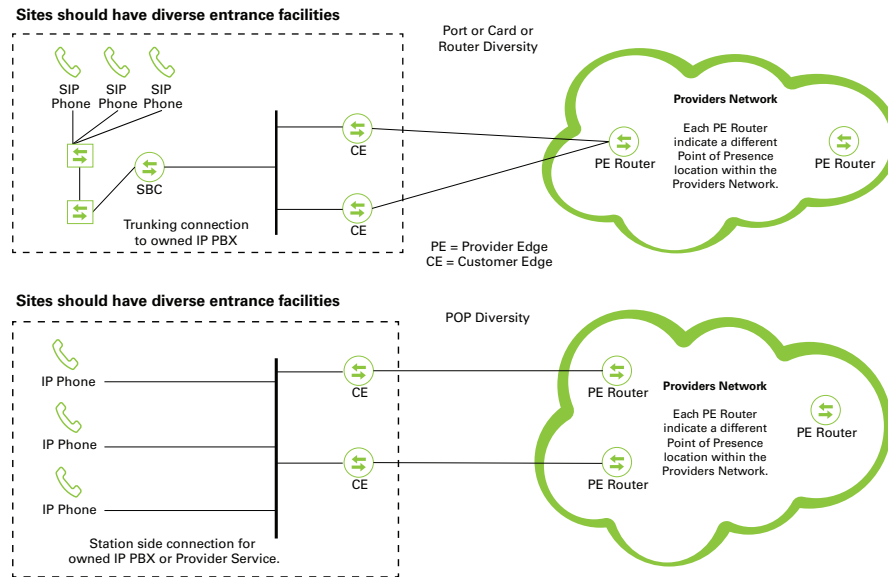 Sites should have diverse entrance facilities
Port or Card or
Router Diversity
SIP
Phone
SIP
Phone
SIP
Phone
CE
SBC
CE
Trunking connection
to owned IP PBX
PE = Provider Edge
CE = Customer Edge
Providers Network
Each PE Router
indicate a different
Point of Presence
location within the
Providers Network.
PE Router
PE Router
Sites should have diverse entrance facilities
POP Diversity
IP Phone
IP Phone
IP Phone
CE
CE
Station side connection for
owned IP PBX or Provider Service.
PE Router
PE Router
Providers Network
Each PE Router
indicate a different
Point of Presence
location within the
Providers Network.
PE Router